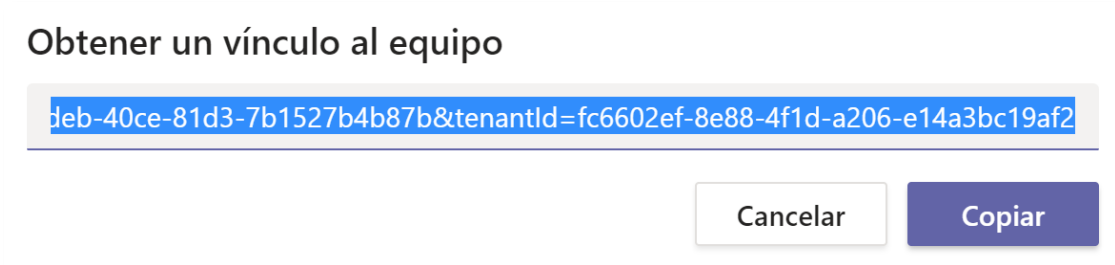 Obtener un vínculo al equipo
deb-40ce-81d3-7b1527b4b87b&tenantId=fc6602ef-8e88-4f1d-a206-e14a3bc19af2
Cancelar
Copiar